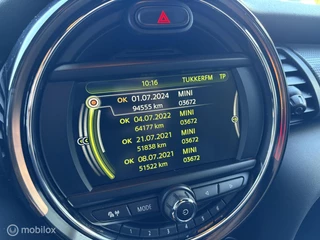 10:16 TUKKERFM TP
OK 01.07.2024 MINI
94555 km 03672
OK 04.07.2022 MINI
64177 km 03672
OK 21.07.2021 MINI
51838 km 03672
OK 08.07.2021 MINI
51522 km 03672
MODE
mobilox